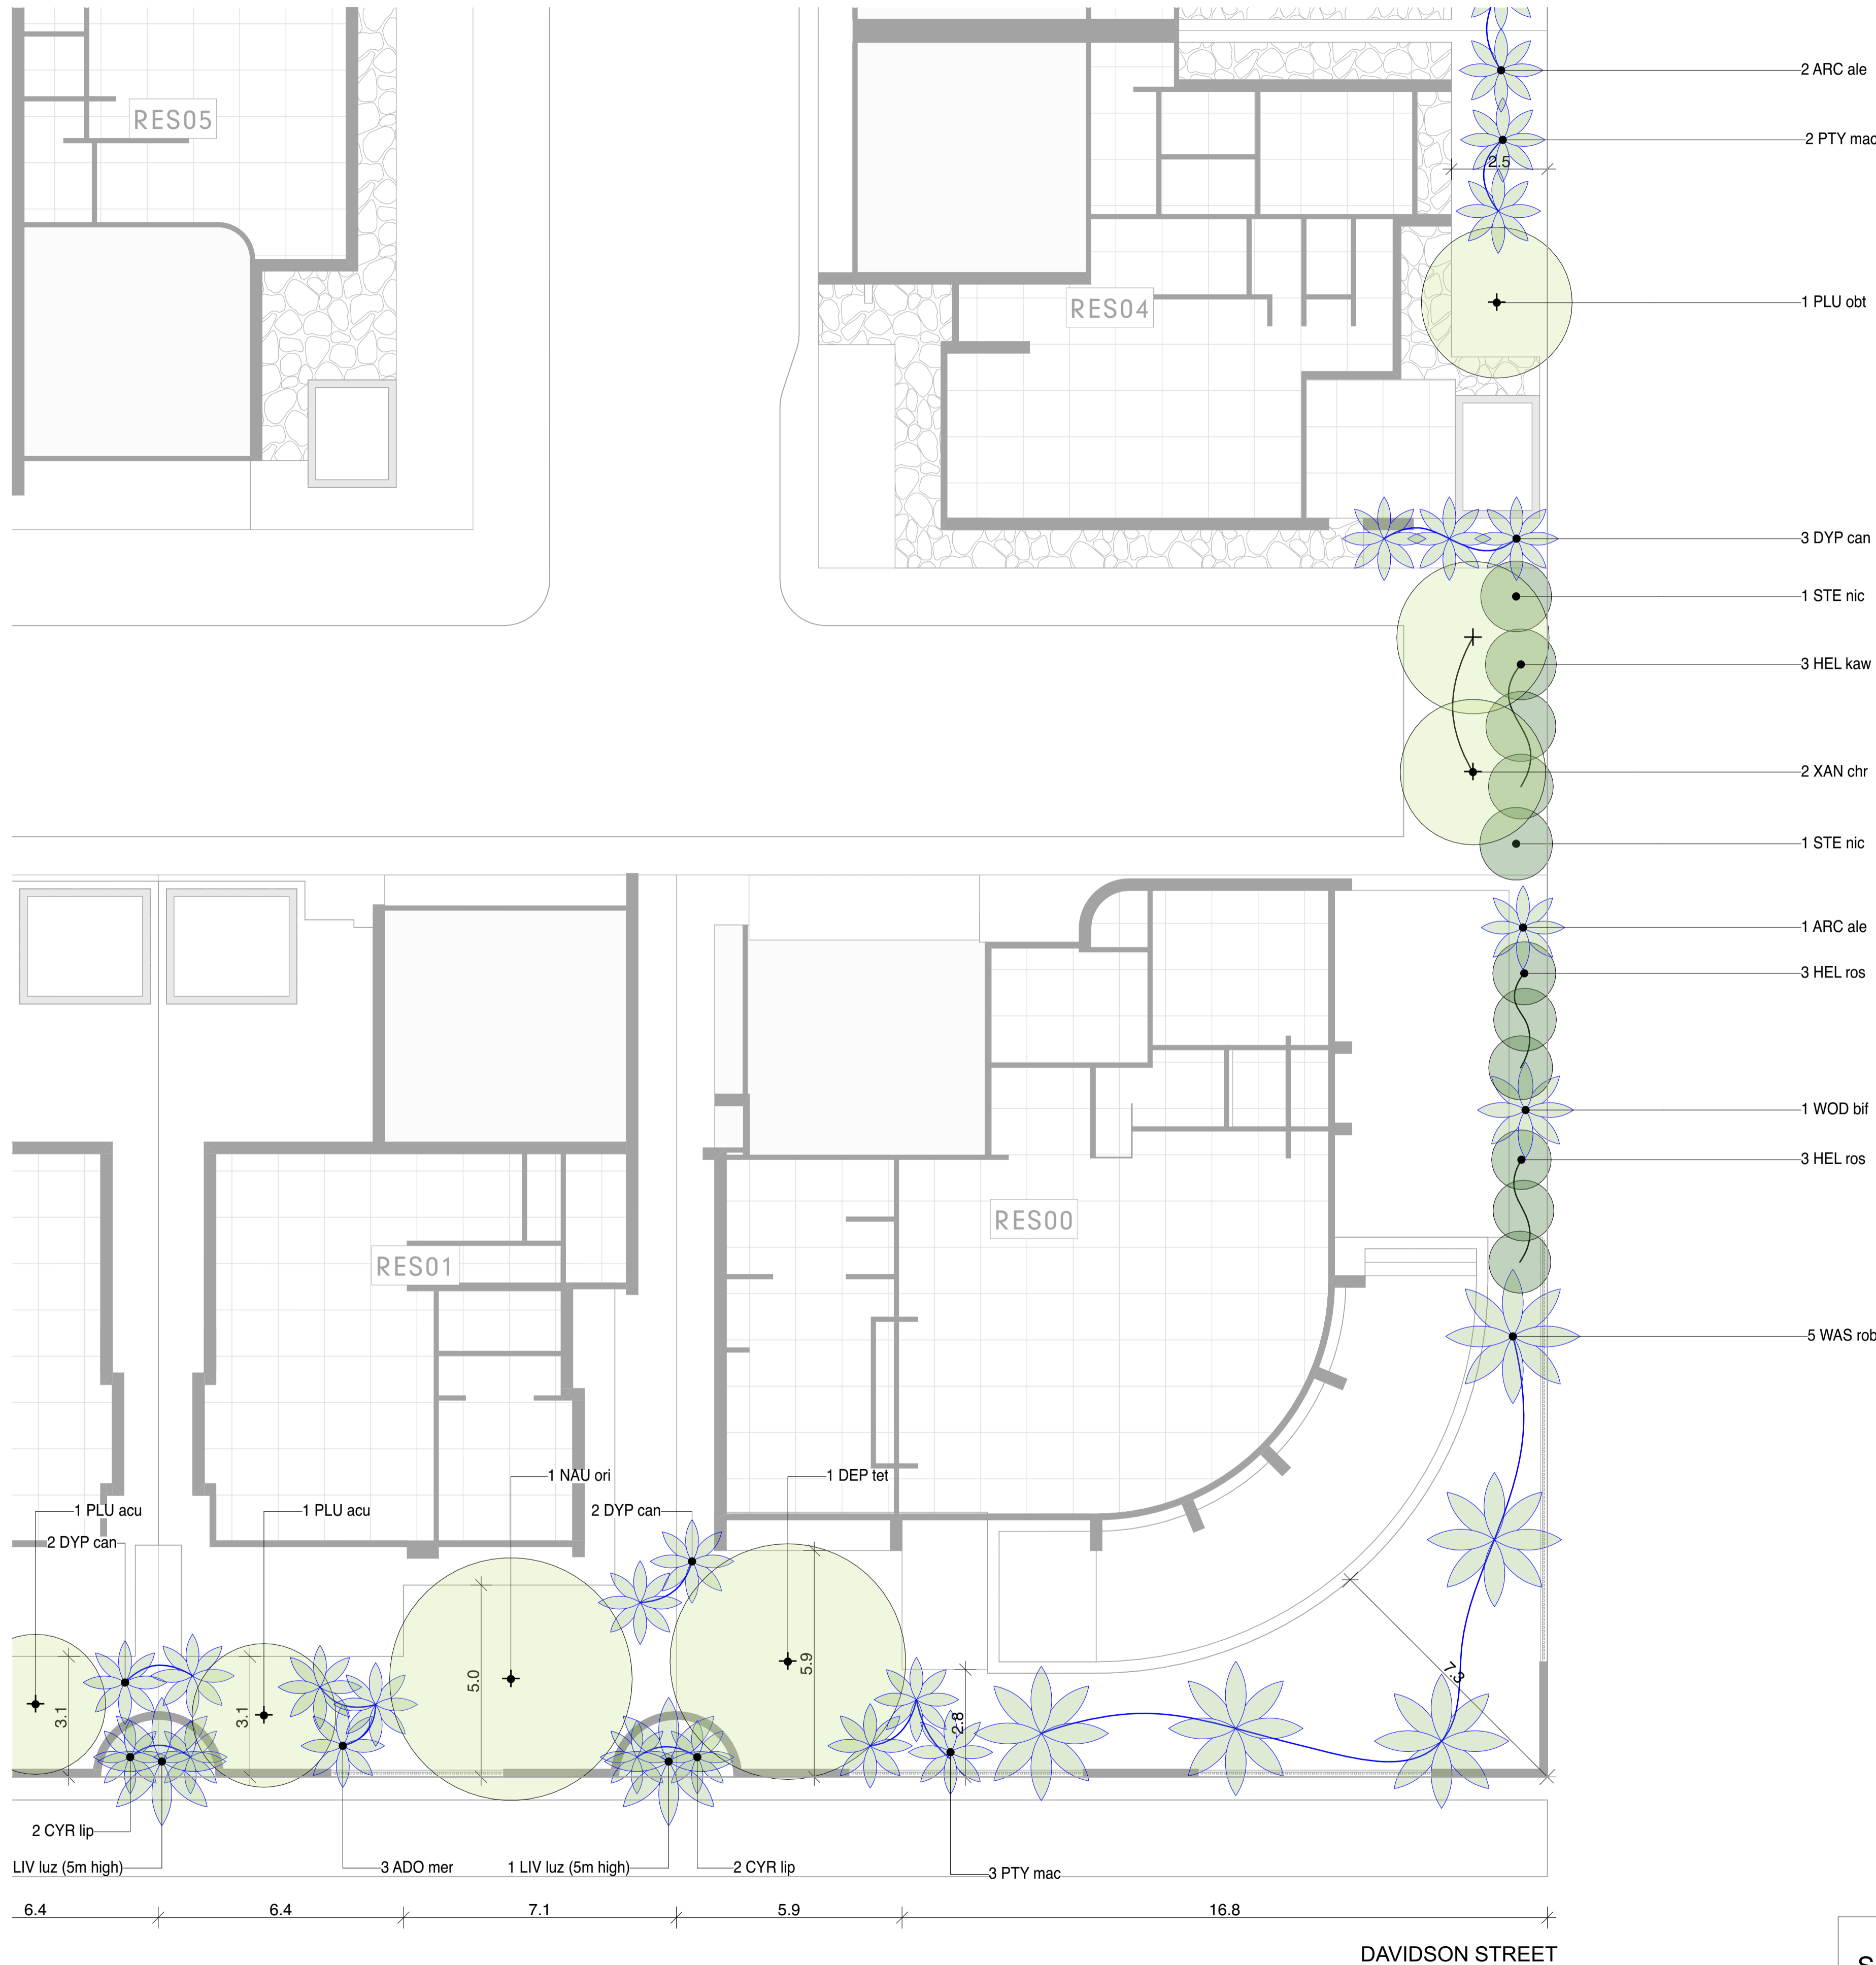 2 ARC ale
RES05
2 PTY mac
2.5
1 PLU obt
RES04
3 DYP can
1 STE nic
3 HEL kaw
2 XAN chr
1 STE nic
1 ARC ale
3 HEL ros
1 WOD bif
3 HEL ros
RES00
RES01
5 WAS rob
1 NAU ori
1 DEP tet
1 PLU acu
1 PLU acu
2 DYP can
2 DYP can
5.9
5.0
7.3
3.1
3.1
2.8
2 CYR lip
LIV luz (5m high)
3 ADO mer
1 LIV luz (5m high)
2 CYR lip
3 PTY mac
6.4
6.4
7.1
5.9
16.8
DAVIDSON STREET